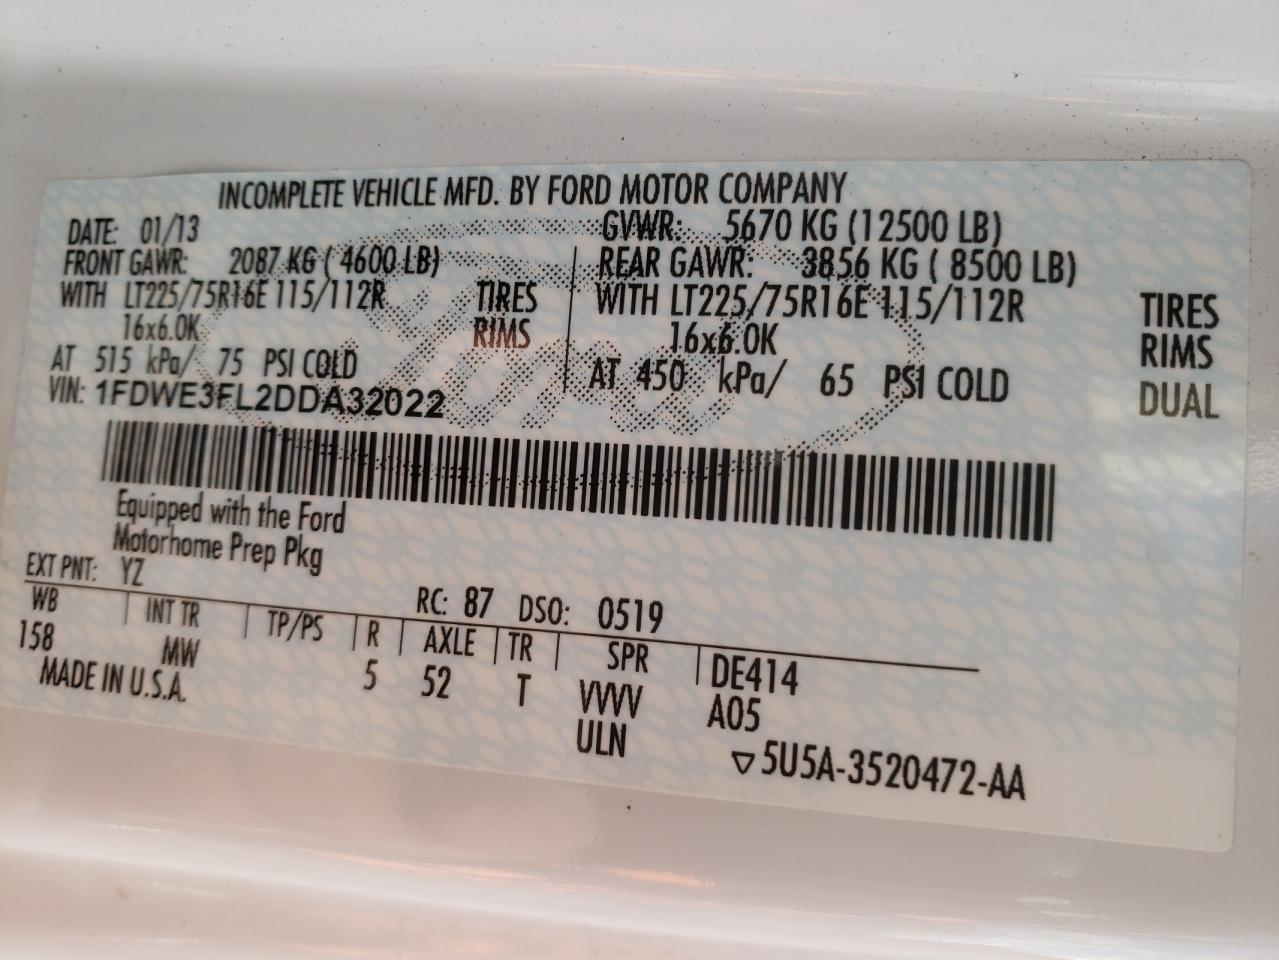 INCOMPLETE VEHICLE MFD. BY FORD MOTOR COMPANY
DATE: 01/13 GVWR: 5670 KG (12500 LB)
FRONT GAWR: 2087 KG ( 4600 LB) REAR GAWR: 3856 KG ( 8500 LB)
WITH LT225/75R16E 115/112R TIRES WITH LT225/75R16E 115/112R TIRES
16x6.0K RIMS 16x6.0K RIMS
AT 515 kPa/ 75 PSI COLD AT 450 kPa/ 65 PSI COLD DUAL
VIN: 1FDWE3FL2DDA32022
Ford
Equipped with the Ford
Motorhome Prep Pkg
EXT PNT: YZ RC: 87 DSO: 0519
WB INT TR TP/PS R AXLE TR SPR DE414
158 MW 5 52 T VVVV A05
MADE IN U.S.A. ULN ▽5U5A-3520472-AA